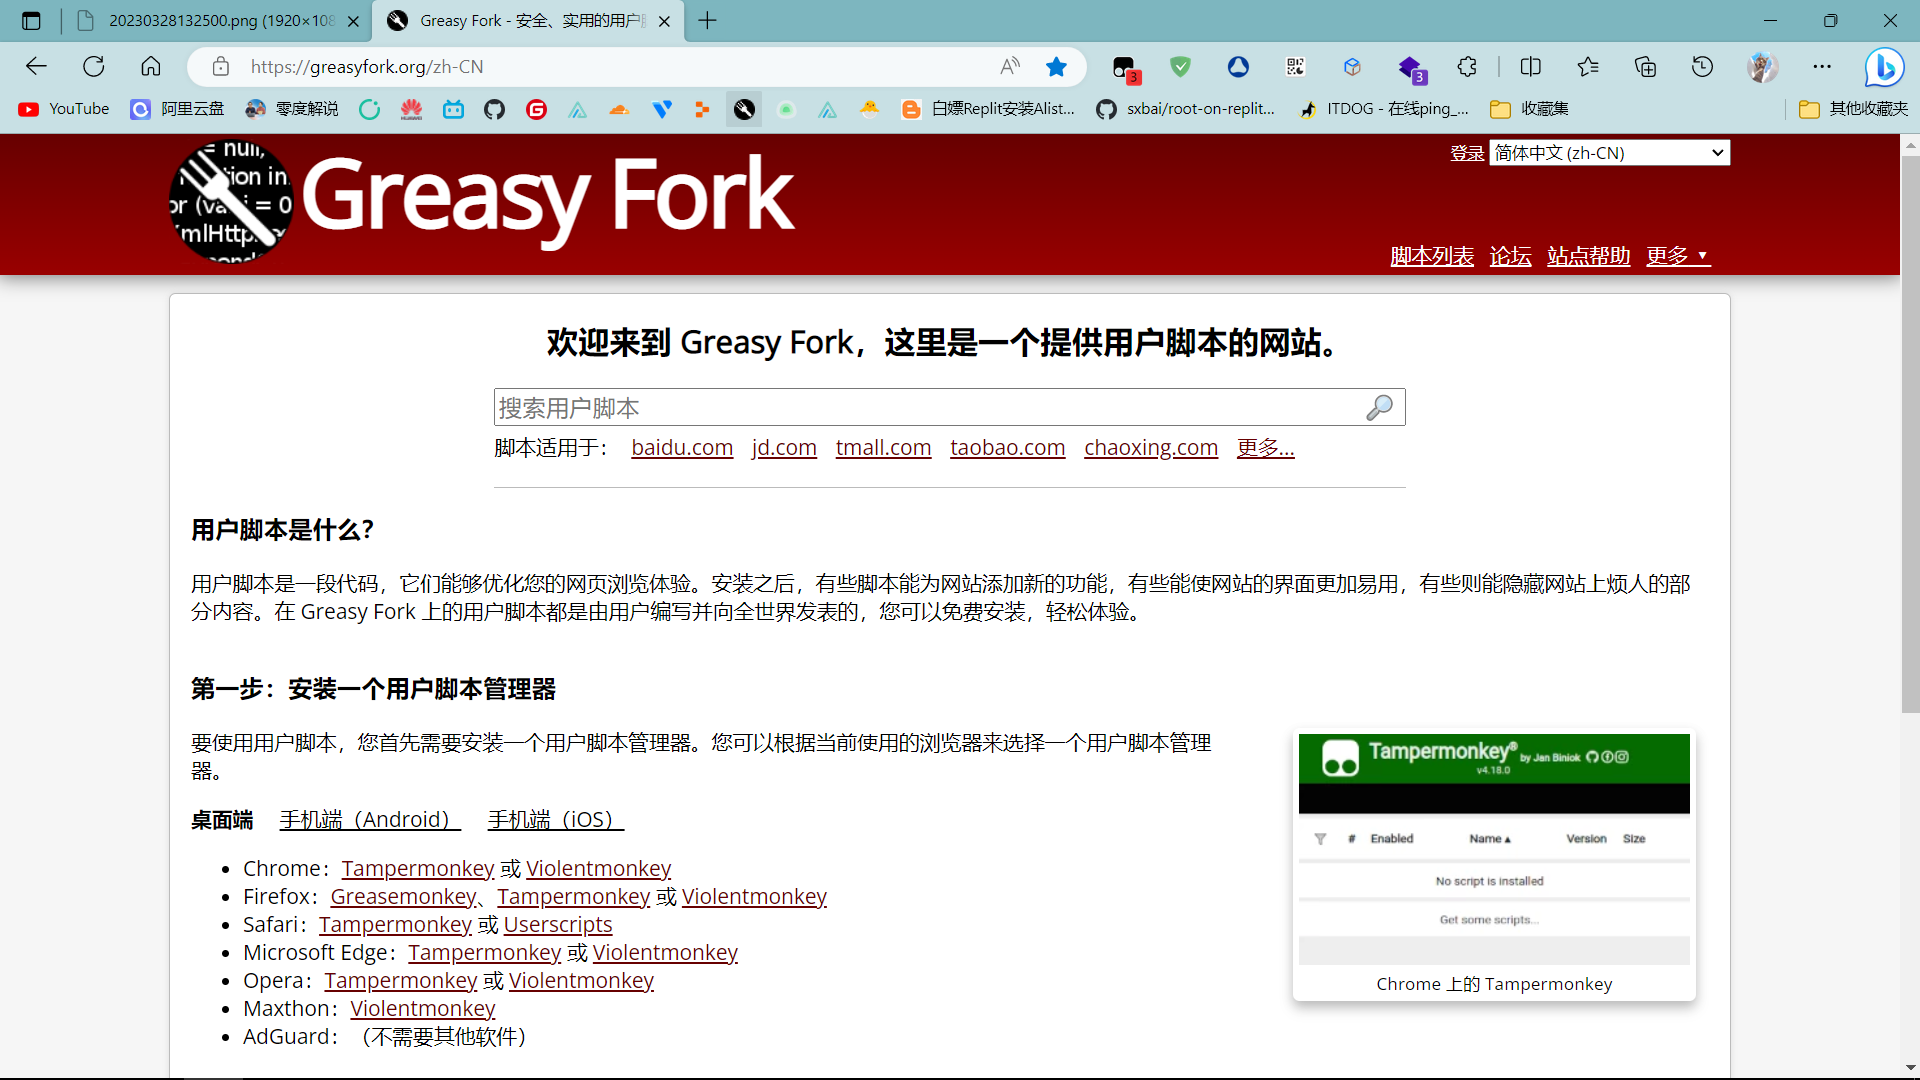 20230328132500.png (1920×108
Greasy Fork - 安全、实用的用户脚
https://greasyfork.org/zh-CN
3
3
YouTube
阿里云盘
零度解说
白嫖Replit安装Alist...
sxbai/root-on-replit...
ITDOG - 在线ping_...
收藏集
其他收藏夹
= null,
ion in
or (va i = 0
mlHttp
Greasy Fork
登录 简体中文 (zh-CN)
脚本列表 论坛 站点帮助 更多 ▼
欢迎来到 Greasy Fork，这里是一个提供用户脚本的网站。
搜索用户脚本
脚本适用于： baidu.com jd.com tmall.com taobao.com chaoxing.com 更多...
用户脚本是什么？
用户脚本是一段代码，它们能够优化您的网页浏览体验。安装之后，有些脚本能为网站添加新的功能，有些能使网站的界面更加易用，有些则能隐藏网站上烦人的部
分内容。在 Greasy Fork 上的用户脚本都是由用户编写并向全世界发表的，您可以免费安装，轻松体验。
第一步：安装一个用户脚本管理器
要使用用户脚本，您首先需要安装一个用户脚本管理器。您可以根据当前使用的浏览器来选择一个用户脚本管理
器。
桌面端 手机端（Android） 手机端（iOS）
• Chrome：Tampermonkey 或 Violentmonkey
• Firefox：Greasemonkey、Tampermonkey 或 Violentmonkey
• Safari：Tampermonkey 或 Userscripts
• Microsoft Edge：Tampermonkey 或 Violentmonkey
• Opera：Tampermonkey 或 Violentmonkey
• Maxthon：Violentmonkey
• AdGuard：（不需要其他软件）
Tampermonkey® by Jan Biniok
v4.18.0
# Enabled Name ▴ Version Size
No script is installed
Get some scripts...
Chrome 上的 Tampermonkey